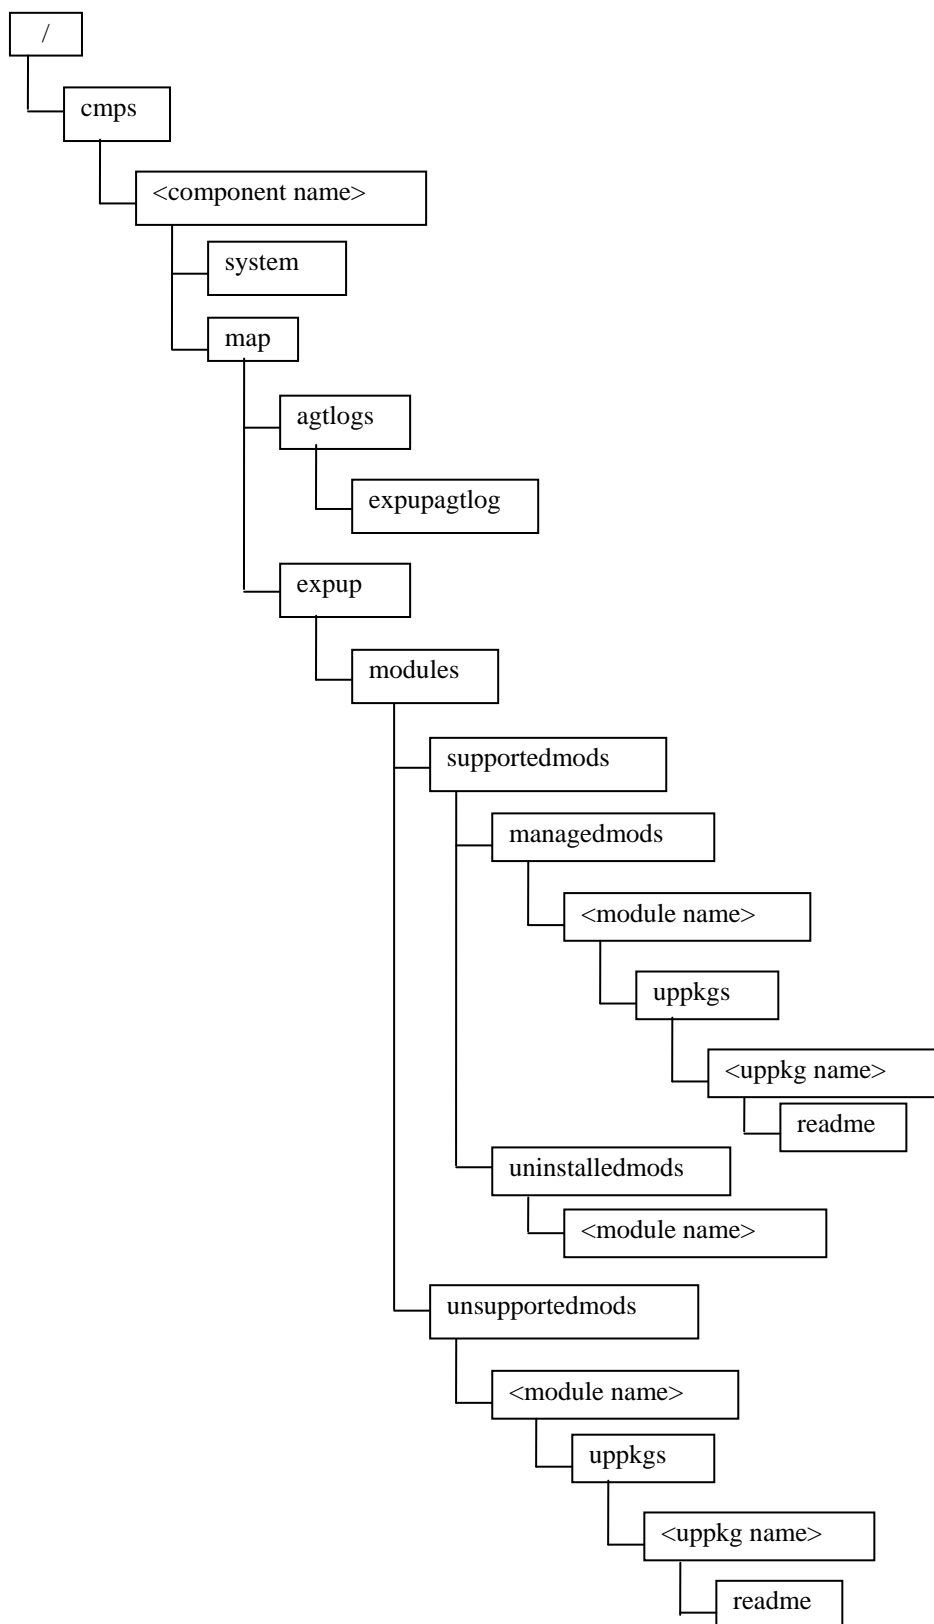 /
cmps
<component name>
system
map
agtlogs
expupagtlog
expup
modules
supportedmods
managedmods
<module name>
uppkgs
<uppkg name>
readme
uninstalledmods
<module name>
unsupportedmods
<module name>
uppkgs
<uppkg name>
readme